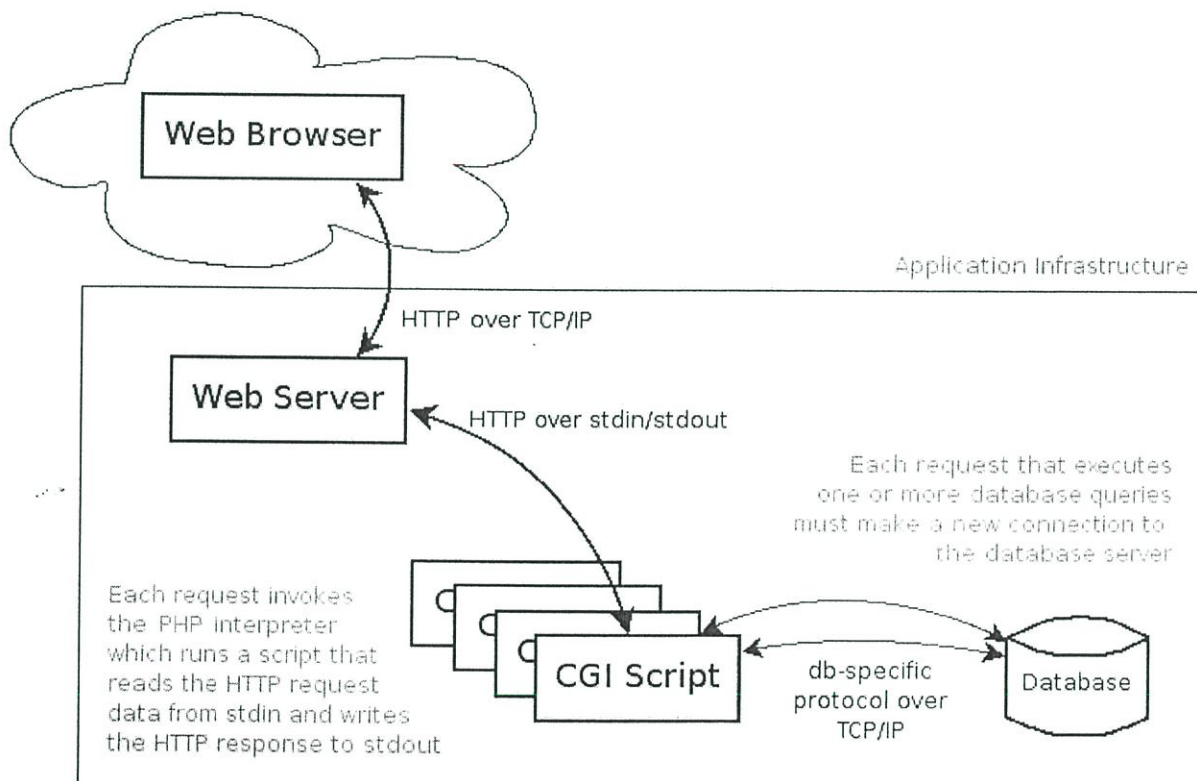 Web Browser
Application Infrastructure
HTTP over TCP/IP
Web Server
HTTP over stdin/stdout
Each request that executes
one or more database queries
must make a new connection to
the database server
Each request invokes
the PHP interpreter
which runs a script that
reads the HTTP request
data from stdin and writes
the HTTP response to stdout
C
C
C
CGI Script
db-specific
protocol over
TCP/IP
Database